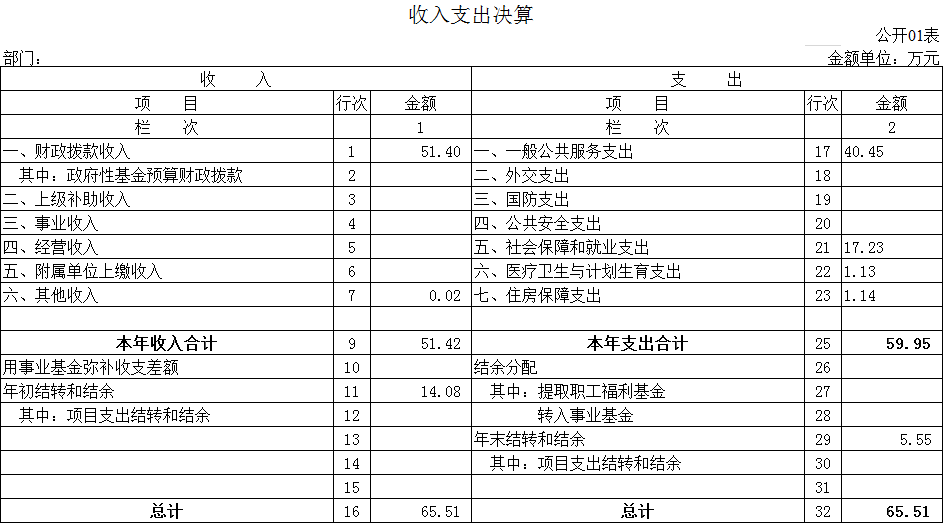 收入支出决算
公开01表
部门： 金额单位：万元
收 入 支 出
项 目 行次 金额 项 目 行次 金额
栏 次 1 栏 次 2
一、财政拨款收入 1 51.40 一、一般公共服务支出 17 40.45
其中：政府性基金预算财政拨款 2 二、外交支出 18
二、上级补助收入 3 三、国防支出 19
三、事业收入 4 四、公共安全支出 20
四、经营收入 5 五、社会保障和就业支出 21 17.23
五、附属单位上缴收入 6 六、医疗卫生与计划生育支出 22 1.13
六、其他收入 7 0.02 七、住房保障支出 23 1.14
本年收入合计 9 51.42 本年支出合计 25 59.95
用事业基金弥补收支差额 10 结余分配 26
年初结转和结余 11 14.08 其中：提取职工福利基金 27
其中：项目支出结转和结余 12 转入事业基金 28
13 年末结转和结余 29 5.55
14 其中：项目支出结转和结余 30
15 31
总计 16 65.51 总计 32 65.51